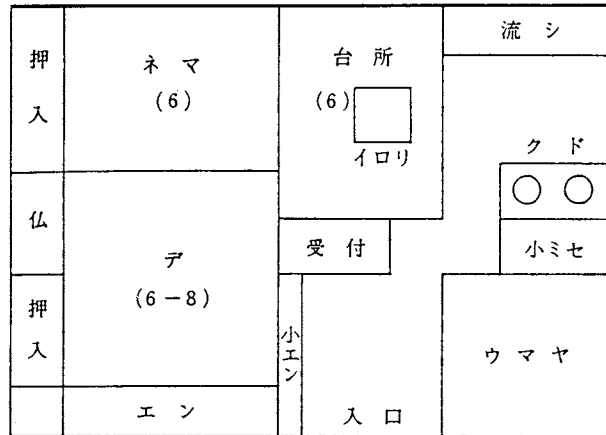 押入
ネマ
(6)
台所
(6)
イロリ
流シ
クド
仏
デ
(6-8)
受付
小ミセ
押入
小エン
ウマヤ
エン
入口